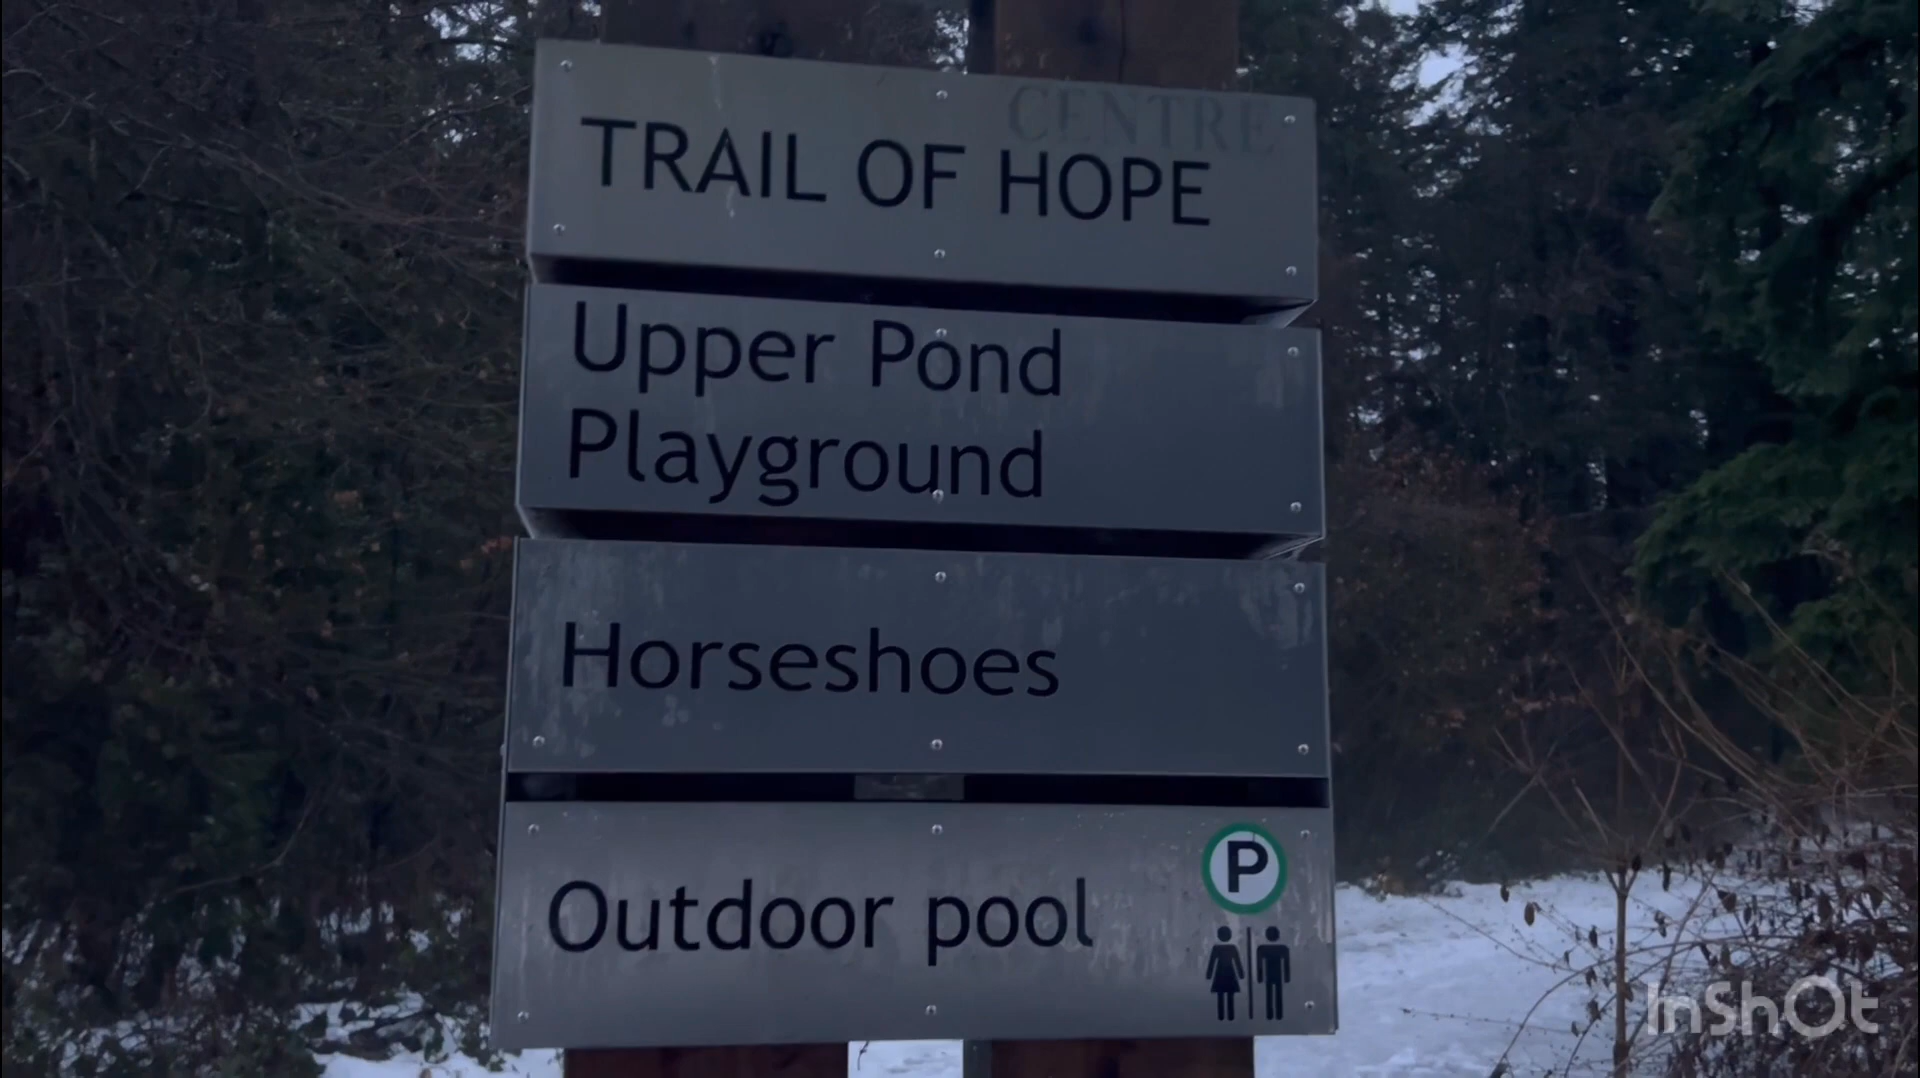 CENTRE
TRAIL OF HOPE
Upper Pond
Playground
Horseshoes
Outdoor pool
P
InShOt